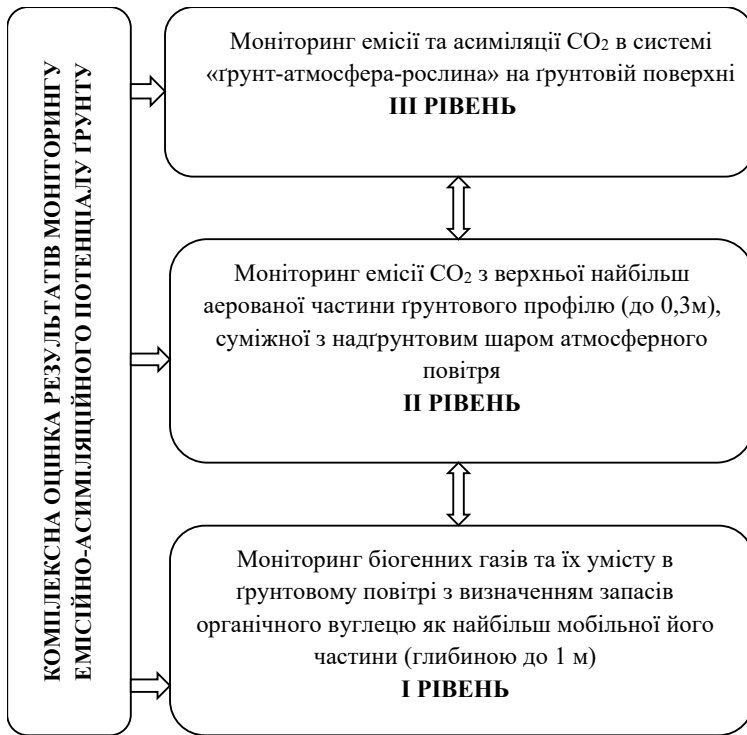 КОМПЛЕКСНА ОЦІНКА РЕЗУЛЬТАТІВ МОНІТОРИНГУ
ЕМІСІЙНО-АСИМІЛЯЦІЙНОГО ПОТЕНЦІАЛУ ҐРУНТУ
Моніторинг емісії та асиміляції CO₂ в системі
«ґрунт-атмосфера-рослина» на ґрунтовій поверхні
ІІІ РІВЕНЬ
Моніторинг емісії CO₂ з верхньої найбільш
аерованої частини ґрунтового профілю (до 0,3м),
суміжної з надґрунтовим шаром атмосферного
повітря
ІІ РІВЕНЬ
Моніторинг біогенних газів та їх умісту в
ґрунтовому повітрі з визначенням запасів
органічного вуглецю як найбільш мобільної його
частини (глибиною до 1 м)
І РІВЕНЬ